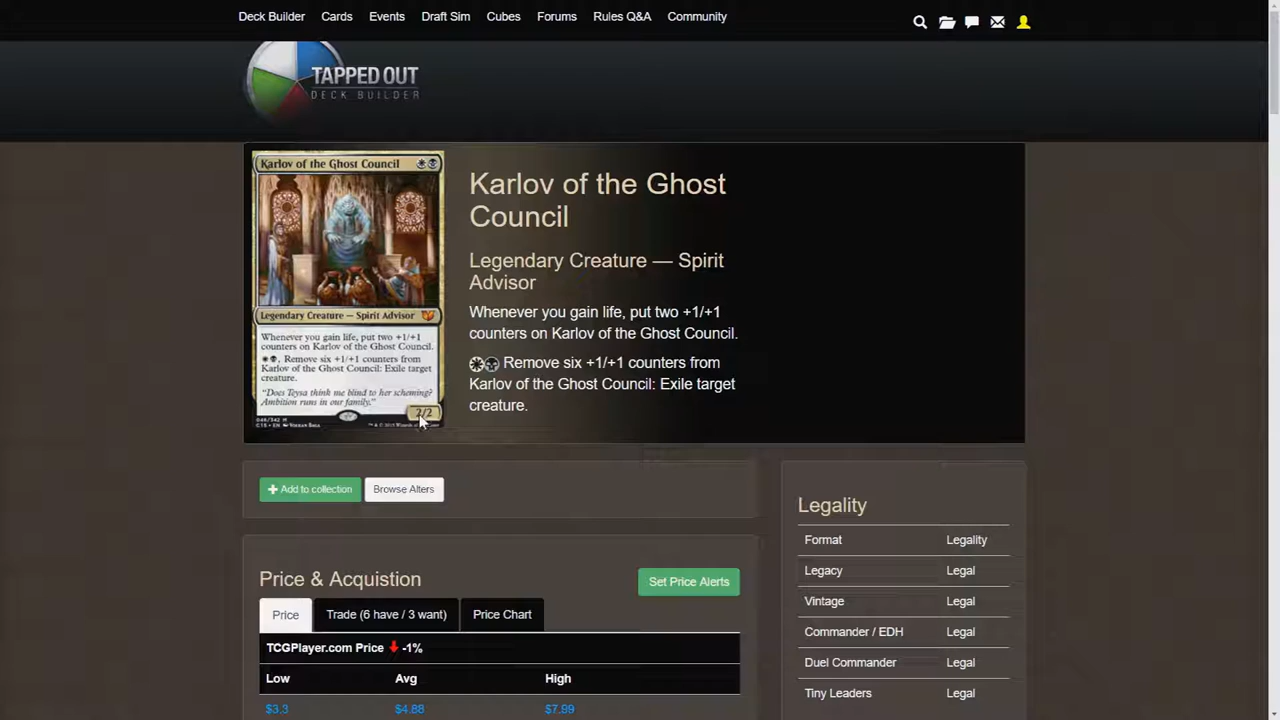 Deck Builder Cards Events Draft Sim Cubes Forums Rules Q&A Community
TAPPED OUT
DECK BUILDER
Karlov of the Ghost Council
Legendary Creature — Spirit Advisor
Whenever you gain life, put two +1/+1
counters on Karlov of the Ghost Council.
, Remove six +1/+1 counters from
Karlov of the Ghost Council: Exile target
creature.
"Does Teysa think me blind to her scheming?
Ambition runs in our family."
2/2
Karlov of the Ghost
Council
Legendary Creature — Spirit
Advisor
Whenever you gain life, put two +1/+1
counters on Karlov of the Ghost Council.
Remove six +1/+1 counters from
Karlov of the Ghost Council: Exile target
creature.
Add to collection Browse Alters
Price & Acquistion
Set Price Alerts
Price Trade (6 have / 3 want) Price Chart
TCGPlayer.com Price -1%
Low Avg High
$3.3 $4.88 $7.99
Legality
Format Legality
Legacy Legal
Vintage Legal
Commander / EDH Legal
Duel Commander Legal
Tiny Leaders Legal